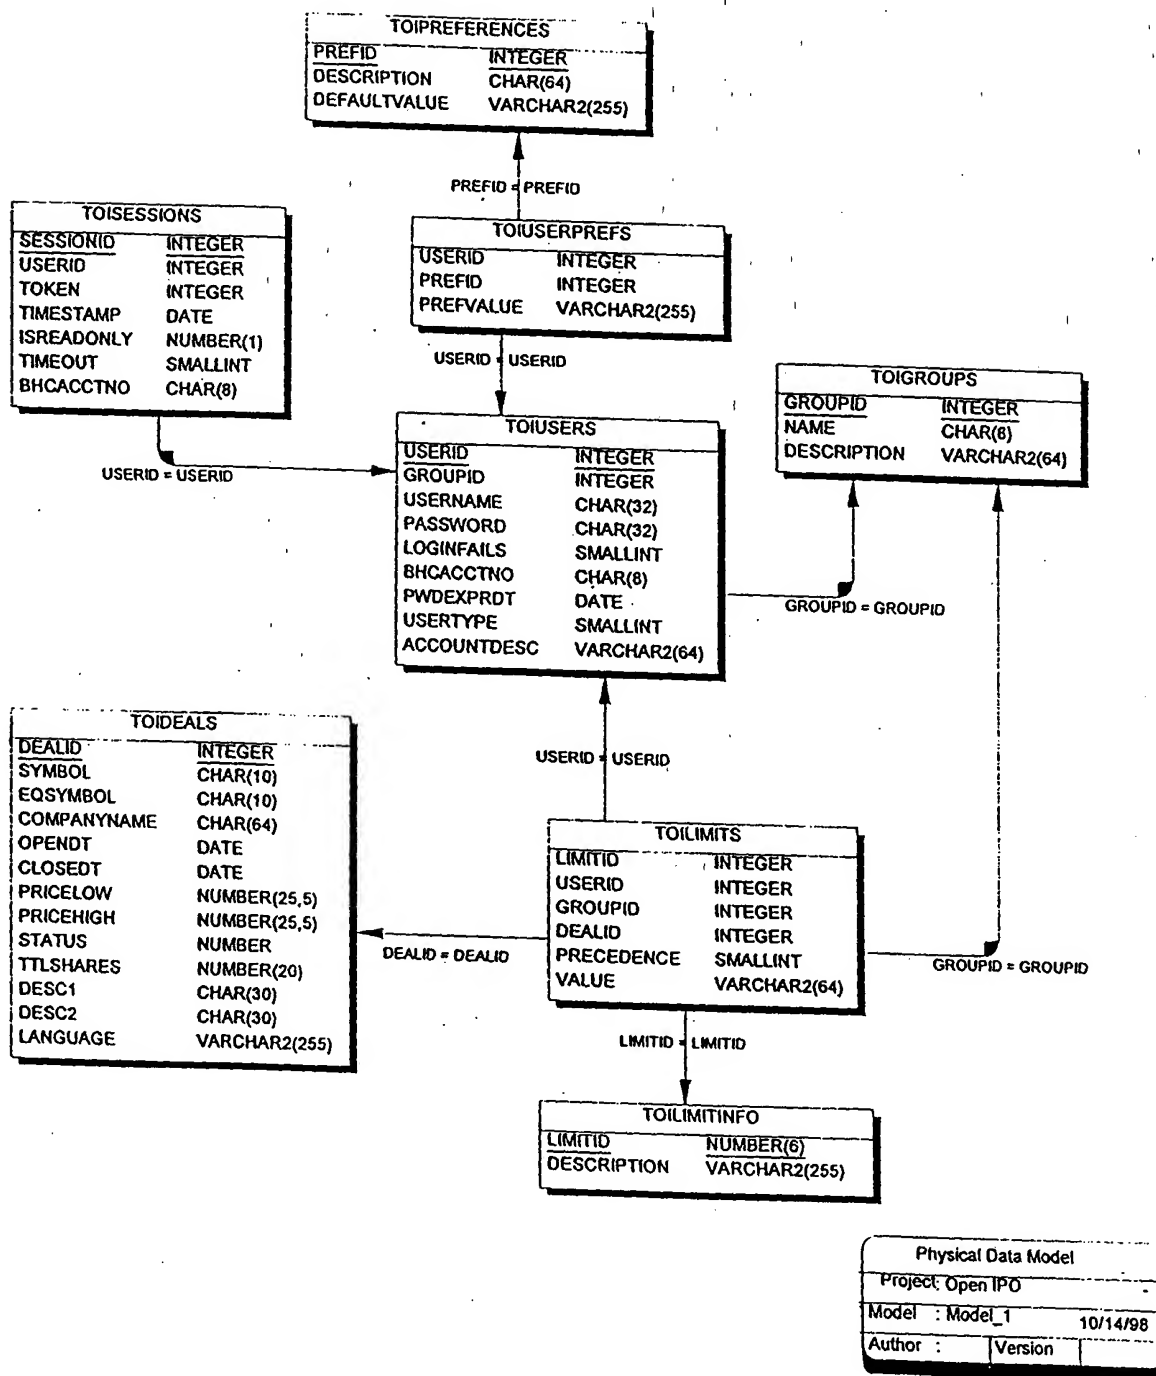 TOIPREFERENCES
PREFID INTEGER
DESCRIPTION CHAR(64)
DEFAULTVALUE VARCHAR2(255)
PREFID = PREFID
TOISESSIONS
SESSIONID INTEGER
USERID INTEGER
TOKEN INTEGER
TIMESTAMP DATE
ISREADONLY NUMBER(1)
TIMEOUT SMALLINT
BHCACCTNO CHAR(8)
USERID = USERID
TOIUSERPREFS
USERID INTEGER
PREFID INTEGER
PREFVALUE VARCHAR2(255)
USERID = USERID
TOIGROUPS
GROUPID INTEGER
NAME CHAR(6)
DESCRIPTION VARCHAR2(64)
TOIUSERS
USERID INTEGER
GROUPID INTEGER
USERNAME CHAR(32)
PASSWORD CHAR(32)
LOGINFAILS SMALLINT
BHCACCTNO CHAR(8)
PWDEXPRDT DATE
USERTYPE SMALLINT
ACCOUNTDESC VARCHAR2(64)
GROUPID = GROUPID
USERID = USERID
TOIDEALS
DEALID INTEGER
SYMBOL CHAR(10)
EQSYMBOL CHAR(10)
COMPANYNAME CHAR(64)
OPENDT DATE
CLOSEDT DATE
PRICELOW NUMBER(25,5)
PRICEHIGH NUMBER(25,5)
STATUS NUMBER
TTLSHARES NUMBER(20)
DESC1 CHAR(30)
DESC2 CHAR(30)
LANGUAGE VARCHAR2(255)
DEALID = DEALID
TOILIMITS
LIMITID INTEGER
USERID INTEGER
GROUPID INTEGER
DEALID INTEGER
PRECEDENCE SMALLINT
VALUE VARCHAR2(64)
GROUPID = GROUPID
LIMITID = LIMITID
TOILIMITINFO
LIMITID NUMBER(6)
DESCRIPTION VARCHAR2(255)
Physical Data Model
Project: Open IPO
Model : Model_1 10/14/98
Author : Version